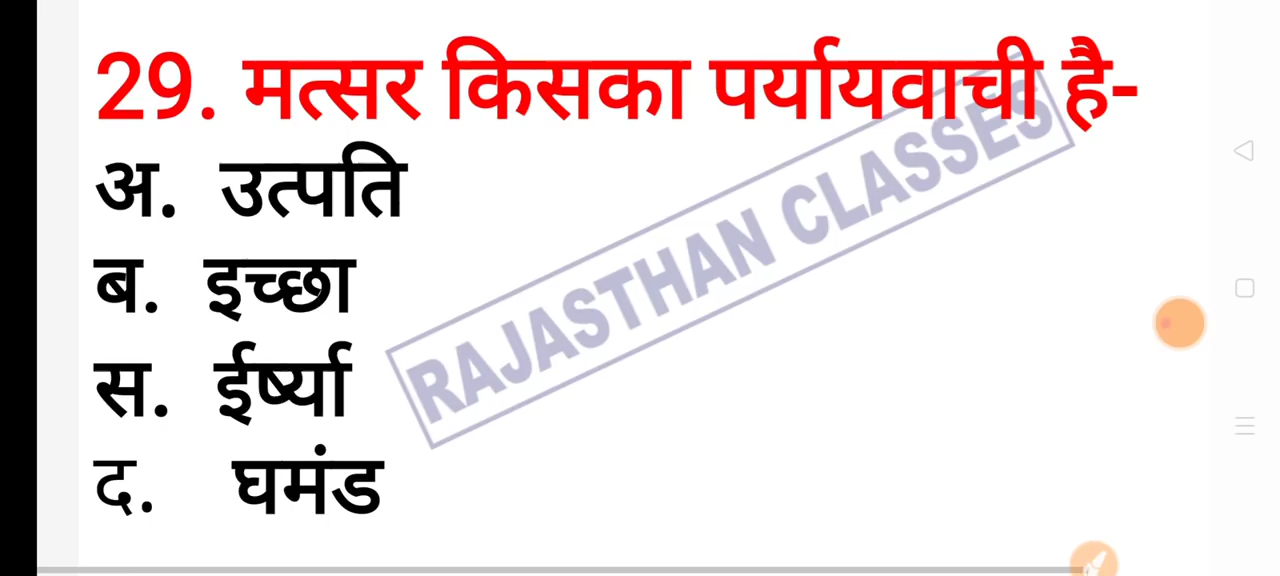 29. मत्सर किसका पर्यायवाची है-
अ. उत्पति
ब. इच्छा
स. ईर्ष्या
द. घमंड
RAJASTHAN CLASSES